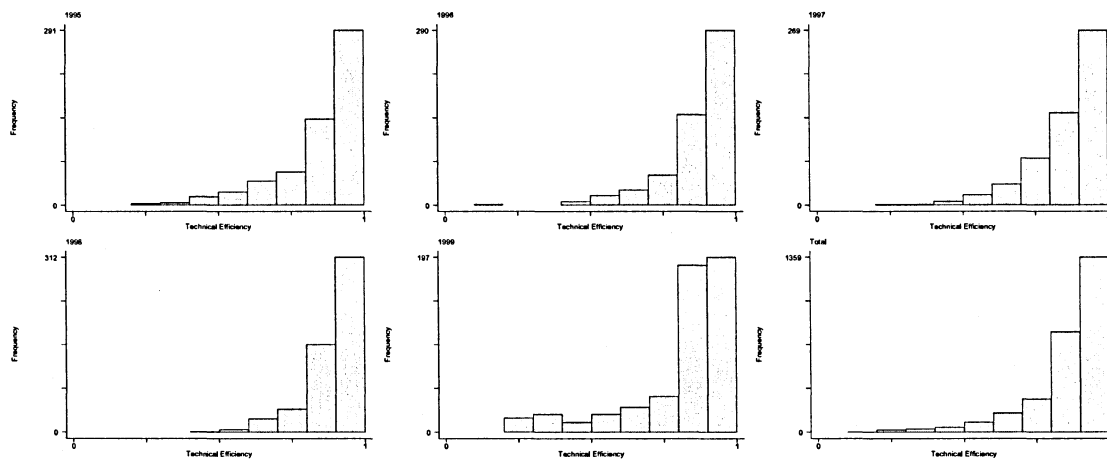 1995
291
Frequency
0
0
1
Technical Efficiency
1996
290
Frequency
0
0
1
Technical Efficiency
1997
269
Frequency
0
0
Technical Efficiency
1998
312
Frequency
0
0
1
Technical Efficiency
1999
197
Frequency
0
0
1
Technical Efficiency
Total
1359
Frequency
0
0
Technical Efficiency